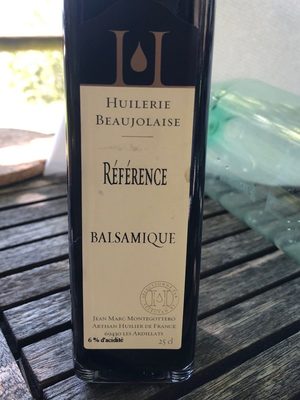 HUILERIE
BEAUJOLAISE
RÉFÉRENCE
BALSAMIQUE
JEAN MARC MONTEGOTTERO
ARTISAN HUILIER DE FRANCE
69430 LES ARDILLATS
6 % d'acidité 25 cl